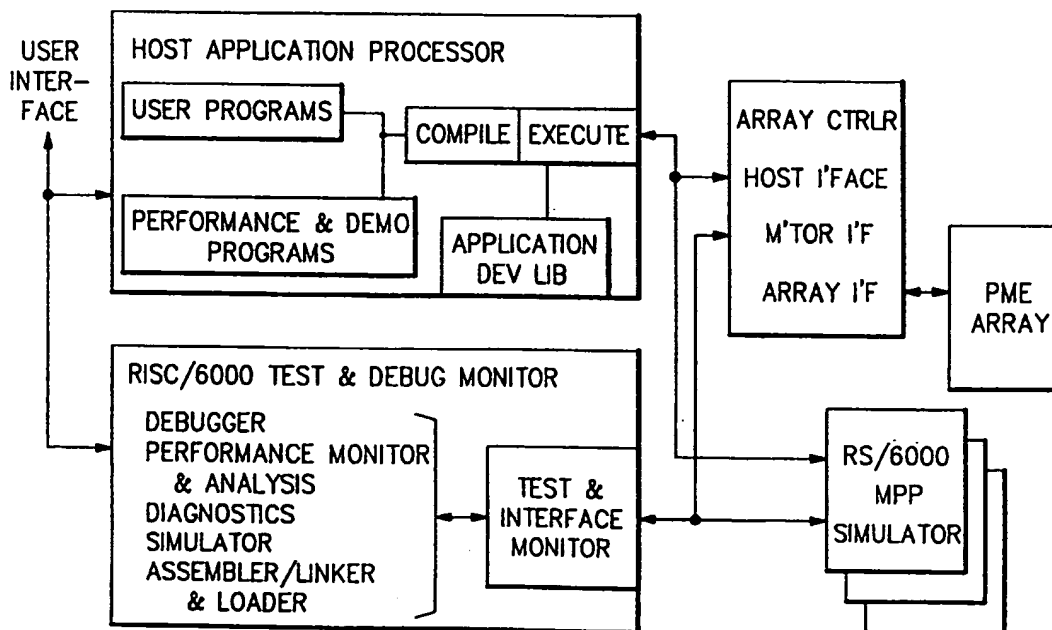 USER
INTER-
FACE
HOST APPLICATION PROCESSOR
USER PROGRAMS
COMPILE
EXECUTE
PERFORMANCE & DEMO
PROGRAMS
APPLICATION
DEV LIB
ARRAY CTRLR
HOST I'FACE
M'TOR I'F
ARRAY I'F
PME
ARRAY
RISC/6000 TEST & DEBUG MONITOR
DEBUGGER
PERFORMANCE MONITOR
& ANALYSIS
DIAGNOSTICS
SIMULATOR
ASSEMBLER/LINKER
& LOADER
TEST &
INTERFACE
MONITOR
RS/6000
MPP
SIMULATOR